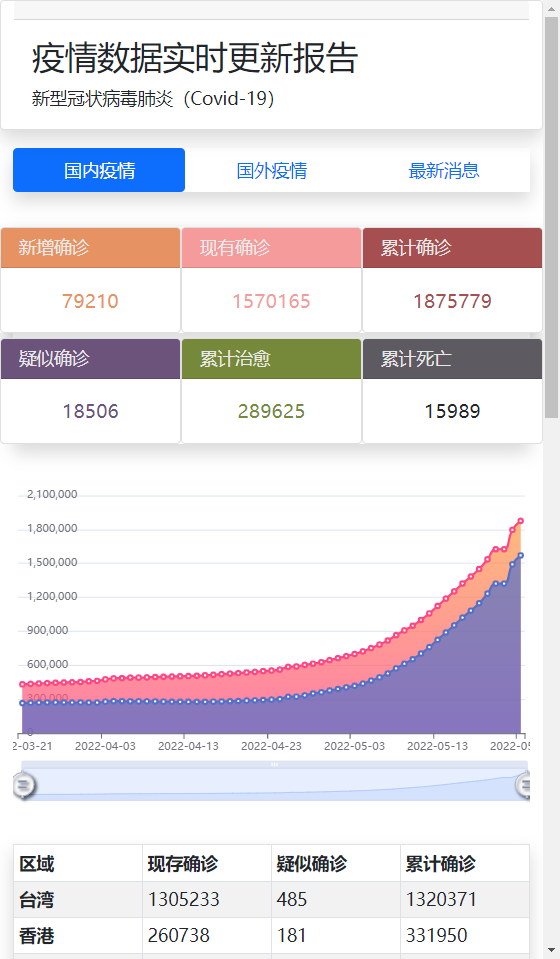 疫情数据实时更新报告
新型冠状病毒肺炎（Covid-19）
国内疫情 国外疫情 最新消息
新增确诊 现有确诊 累计确诊
79210 1570165 1875779
疑似确诊 累计治愈 累计死亡
18506 289625 15989
2,100,000
1,800,000
1,500,000
1,200,000
900,000
600,000
300,000
0
2-03-21 2022-04-03 2022-04-13 2022-04-23 2022-05-03 2022-05-13 2022-05
区域 现存确诊 疑似确诊 累计确诊
台湾 1305233 485 1320371
香港 260738 181 331950